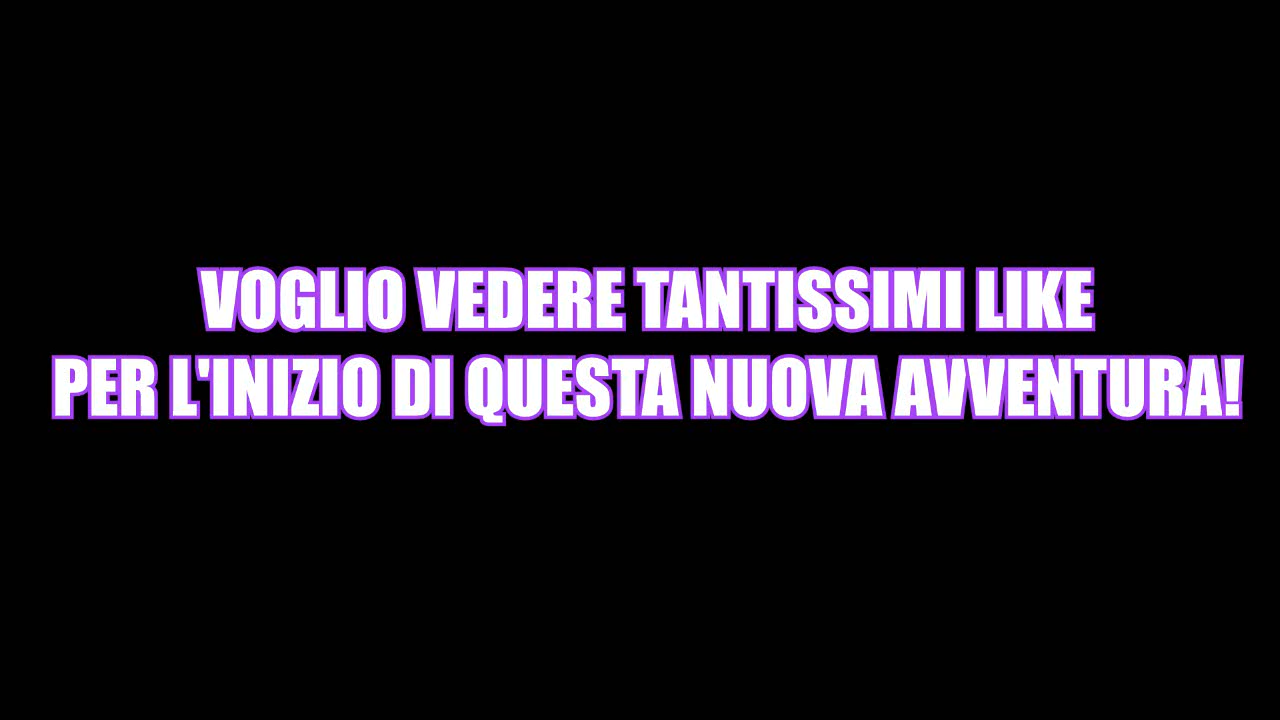 VOGLIO VEDERE TANTISSIMI LIKE
PER L'INIZIO DI QUESTA NUOVA AVVENTURA!